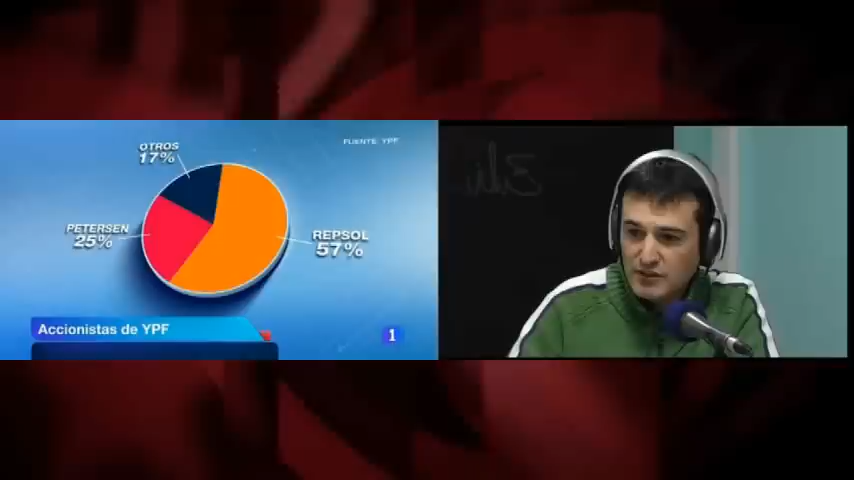 OTROS
17%
FUENTE: YPF
PETERSEN
25%
REPSOL
57%
Accionistas de YPF
1